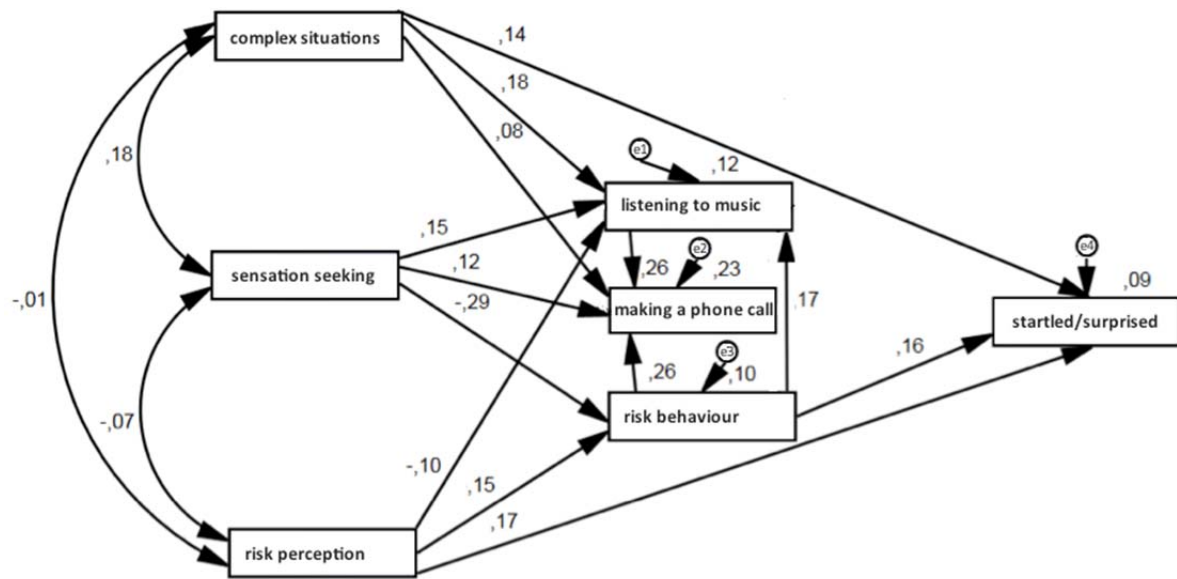 complex situations
,14
,18
,08
,18
e1
,12
listening to music
,15
e2
,12
,26
,23
sensation seeking
e4
-,29
,09
-,01
making a phone call
,17
startled/surprised
e3
,16
,26
,10
risk behaviour
-,07
-,10
,15
,17
risk perception